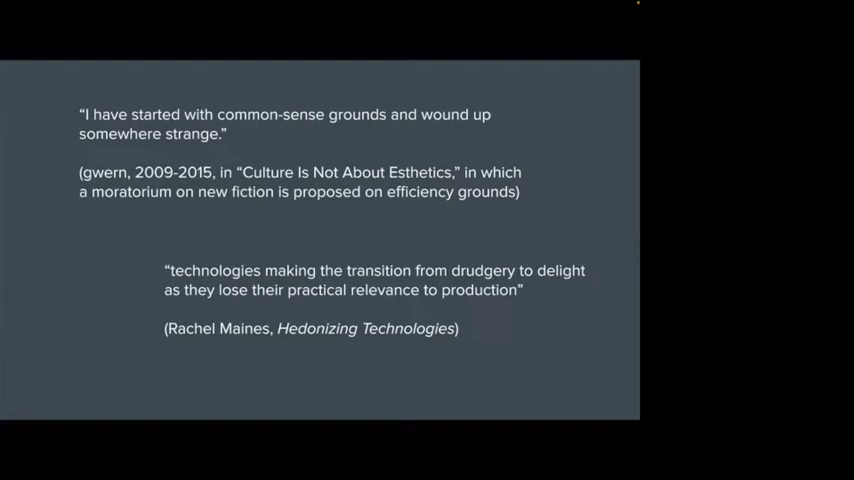 “I have started with common-sense grounds and wound up
somewhere strange.”
(gwern, 2009-2015, in “Culture Is Not About Esthetics,” in which
a moratorium on new fiction is proposed on efficiency grounds)
“technologies making the transition from drudgery to delight
as they lose their practical relevance to production”
(Rachel Maines, Hedonizing Technologies)